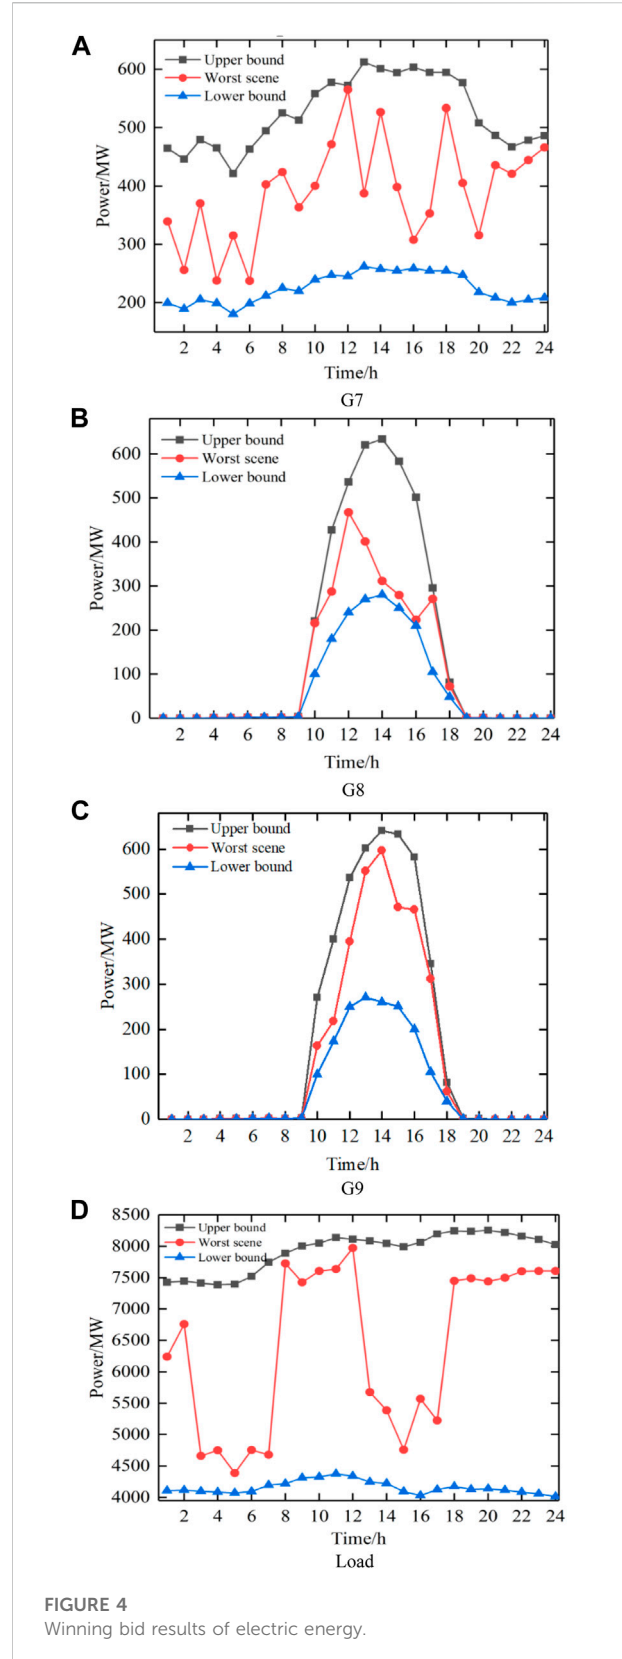 A
Upper bound
Worst scene
Lower bound
600
500
400
300
200
Power/MW
2 4 6 8 10 12 14 16 18 20 22 24
Time/h
G7
B
Upper bound
Worst scene
Lower bound
600
500
400
300
200
100
0
Power/MW
2 4 6 8 10 12 14 16 18 20 22 24
Time/h
G8
C
Upper bound
Worst scene
Lower bound
600
500
400
300
200
100
0
Power/MW
2 4 6 8 10 12 14 16 18 20 22 24
Time/h
G9
D
Upper bound
Worst scene
Lower bound
8500
8000
7500
7000
6500
6000
5500
5000
4500
4000
Power/MW
2 4 6 8 10 12 14 16 18 20 22 24
Time/h
Load
FIGURE 4
Winning bid results of electric energy.